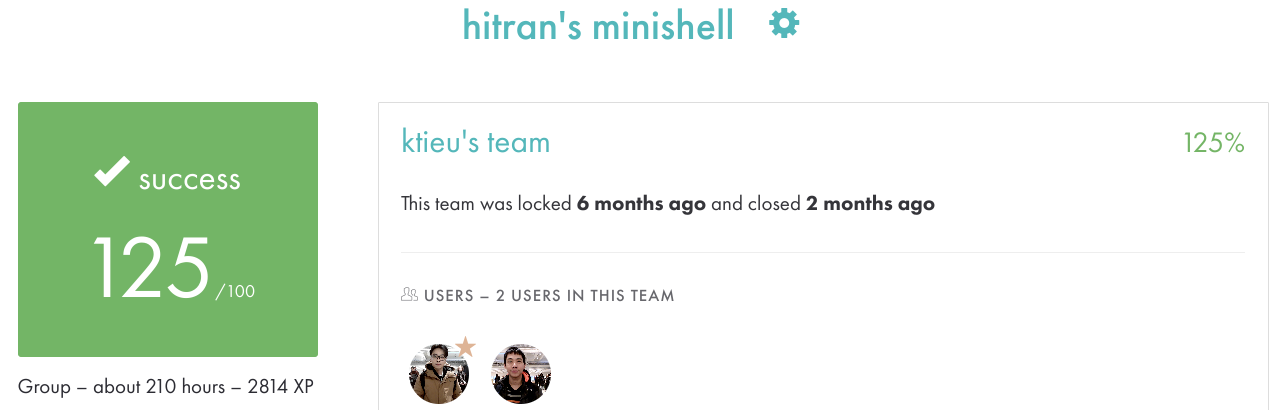 hitran's minishell
success
125 /100
Group – about 210 hours – 2814 XP
ktieu's team
125%
This team was locked 6 months ago and closed 2 months ago
USERS – 2 USERS IN THIS TEAM